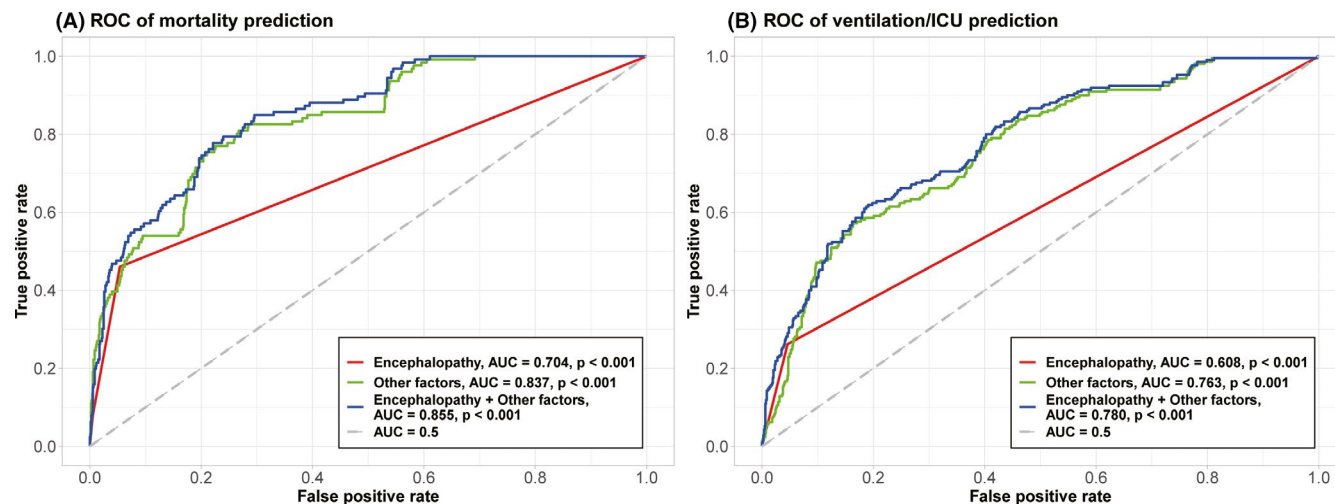 (A) ROC of mortality prediction
1.0
0.8
0.6
0.4
0.2
0.0
True positive rate
Encephalopathy, AUC = 0.704, p < 0.001
Other factors, AUC = 0.837, p < 0.001
Encephalopathy + Other factors,
AUC = 0.855, p < 0.001
AUC = 0.5
0.0 0.2 0.4 0.6 0.8 1.0
False positive rate
(B) ROC of ventilation/ICU prediction
1.0
0.8
0.6
0.4
0.2
0.0
True positive rate
Encephalopathy, AUC = 0.608, p < 0.001
Other factors, AUC = 0.763, p < 0.001
Encephalopathy + Other factors,
AUC = 0.780, p < 0.001
AUC = 0.5
0.0 0.2 0.4 0.6 0.8 1.0
False positive rate